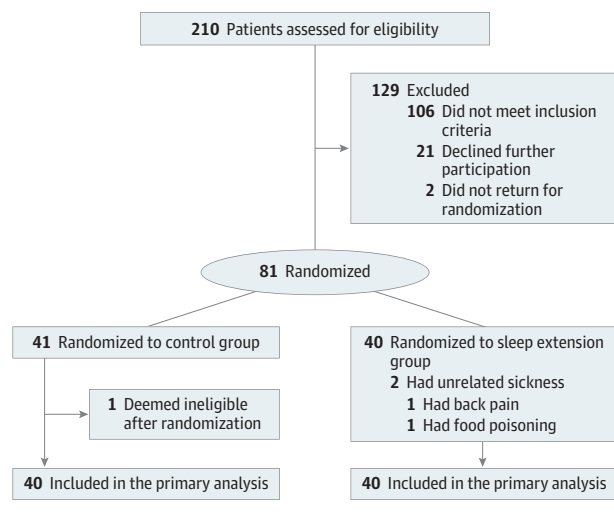 210 Patients assessed for eligibility
129 Excluded
106 Did not meet inclusion
criteria
21 Declined further
participation
2 Did not return for
randomization
81 Randomized
41 Randomized to control group
1 Deemed ineligible
after randomization
40 Included in the primary analysis
40 Randomized to sleep extension
group
2 Had unrelated sickness
1 Had back pain
1 Had food poisoning
40 Included in the primary analysis